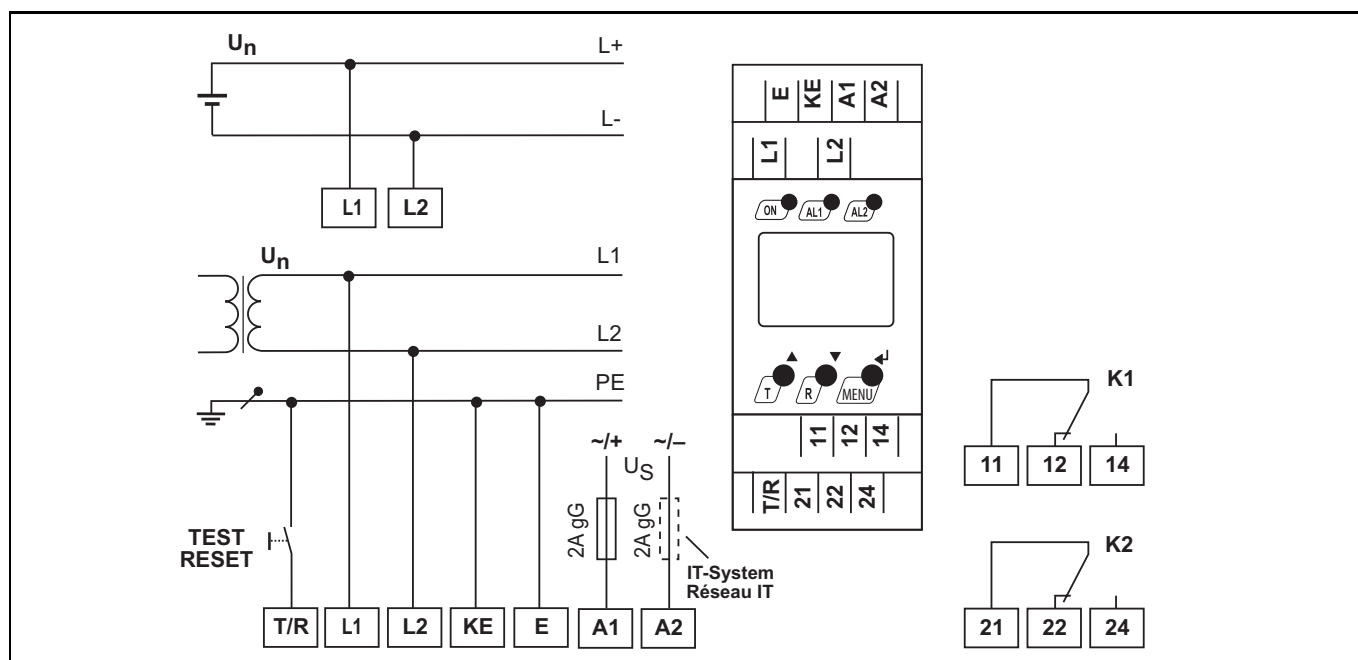 Un
L+
L-
L1
L2
Un
L1
L2
PE
~/+
~/–
US
2A gG
2A gG
TEST
RESET
IT-System
Réseau IT
T/R
L1
L2
KE
E
A1
A2
E
KE
A1
A2
L1
L2
ON
AL1
AL2
T
R
MENU
11
12
14
T/R
21
22
24
K1
11
12
14
K2
21
22
24